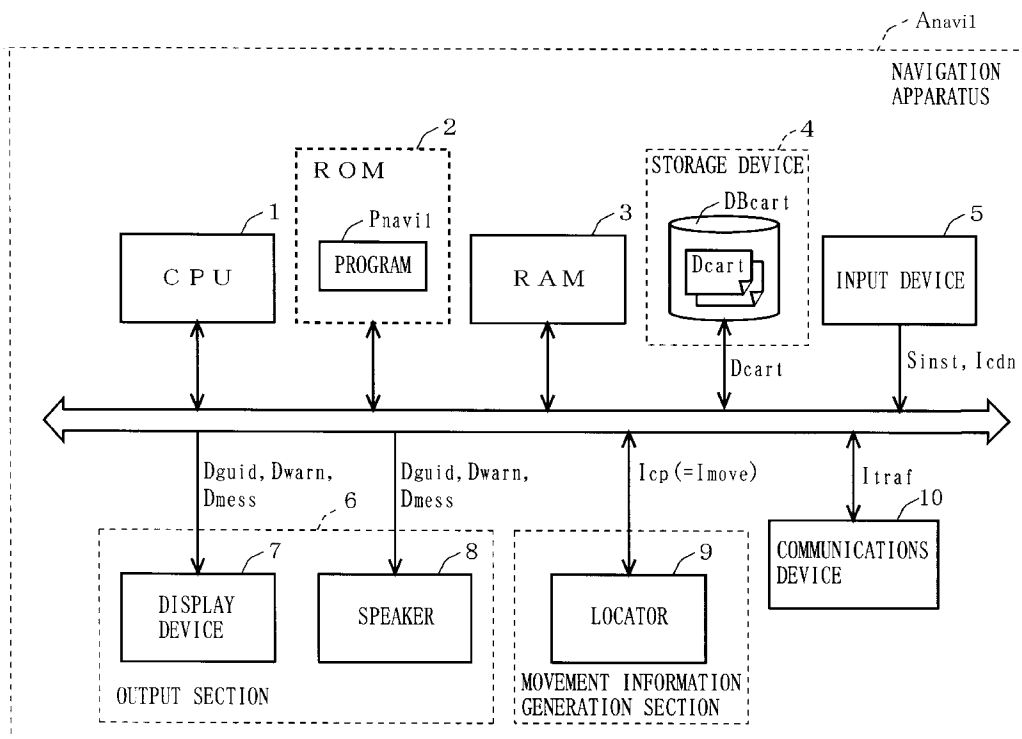 Anavi1
NAVIGATION
APPARATUS
2
4
ROM
STORAGE DEVICE
1
Pnavi1
3
DBcart
5
CPU
PROGRAM
RAM
Dcart
INPUT DEVICE
Dcart
Sinst, Icdn
Dguid, Dwarn,
Dmess
Dguid, Dwarn,
Dmess
Icp(=Imove)
Itraf
6
10
7
8
9
COMMUNICATIONS
DEVICE
DISPLAY
DEVICE
SPEAKER
LOCATOR
OUTPUT SECTION
MOVEMENT INFORMATION
GENERATION SECTION